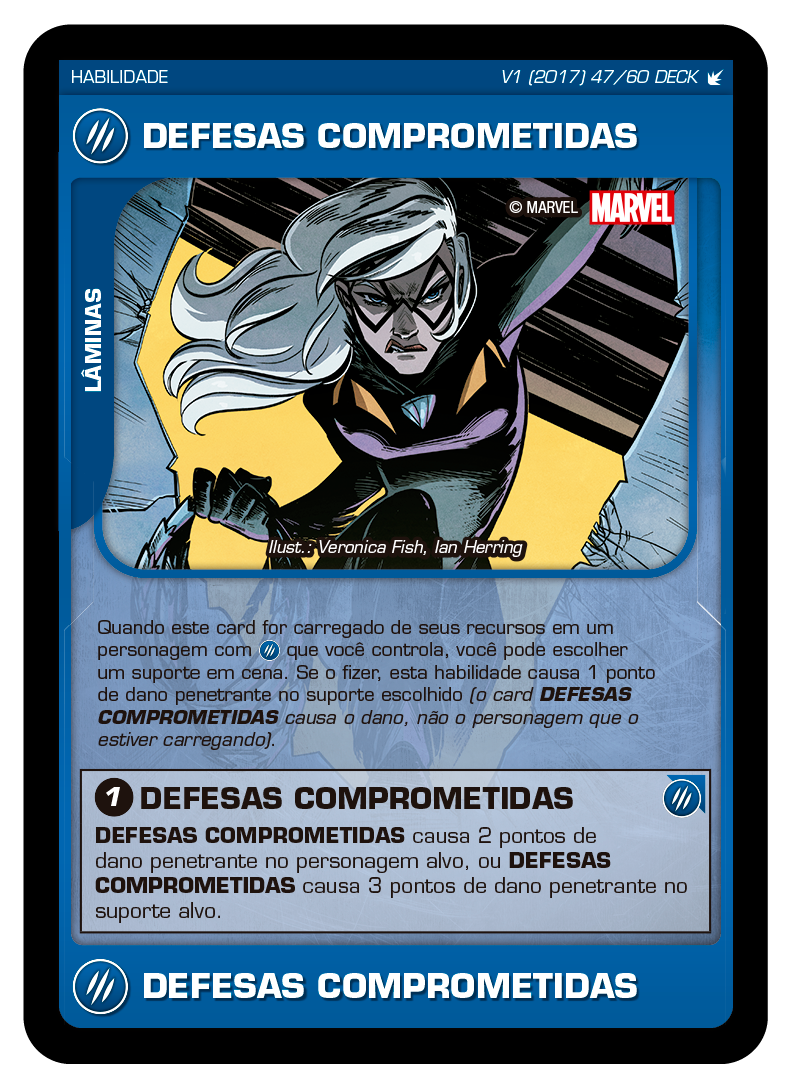 HABILIDADE
V1 (2017) 47/60 DECK
DEFESAS COMPROMETIDAS
© MARVEL MARVEL
LÂMINAS
Ilust.: Veronica Fish, Ian Herring
Quando este card for carregado de seus recursos em um
personagem com que você controla, você pode escolher
um suporte em cena. Se o fizer, esta habilidade causa 1 ponto
de dano penetrante no suporte escolhido (o card DEFESAS
COMPROMETIDAS causa o dano, não o personagem que o
estiver carregando).
1 DEFESAS COMPROMETIDAS
DEFESAS COMPROMETIDAS causa 2 pontos de
dano penetrante no personagem alvo, ou DEFESAS
COMPROMETIDAS causa 3 pontos de dano penetrante no
suporte alvo.
DEFESAS COMPROMETIDAS